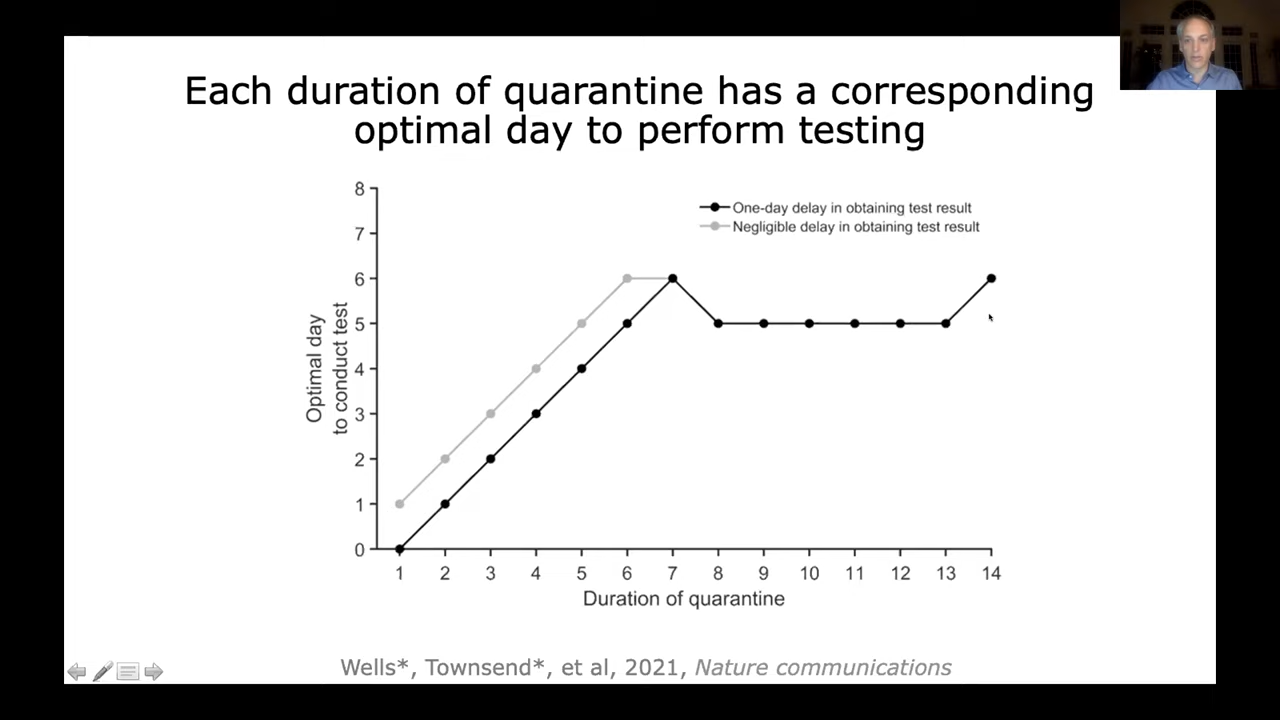 Each duration of quarantine has a corresponding
optimal day to perform testing
8
7
6
5
4
3
2
1
0
Optimal day
to conduct test
One-day delay in obtaining test result
Negligible delay in obtaining test result
1 2 3 4 5 6 7 8 9 10 11 12 13 14
Duration of quarantine
Wells*, Townsend*, et al, 2021, Nature communications